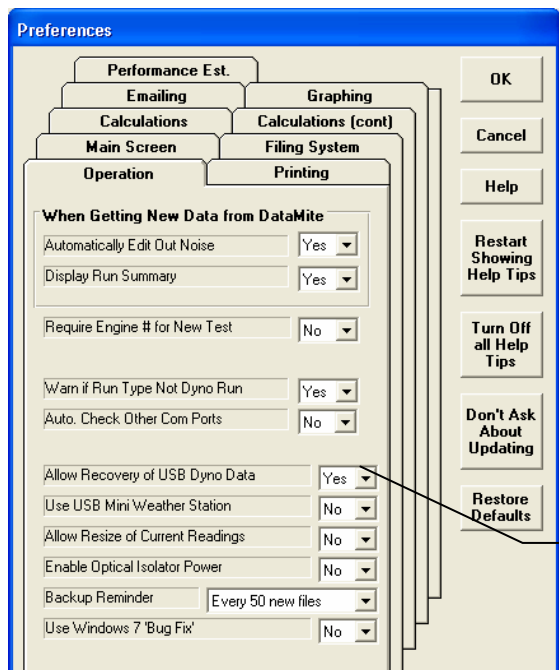 Preferences
Performance Est.
Emailing
Graphing
Calculations
Calculations (cont)
Main Screen
Filing System
Operation
Printing
When Getting New Data from DataMite
Automatically Edit Out Noise Yes
Display Run Summary Yes
Require Engine # for New Test No
Warn if Run Type Not Dyno Run Yes
Auto. Check Other Com Ports No
Allow Recovery of USB Dyno Data Yes
Use USB Mini Weather Station No
Allow Resize of Current Readings No
Enable Optical Isolator Power No
Backup Reminder Every 50 new files
Use Windows 7 'Bug Fix' No
OK
Cancel
Help
Restart
Showing
Help Tips
Turn Off
all Help
Tips
Don't Ask
About
Updating
Restore
Defaults